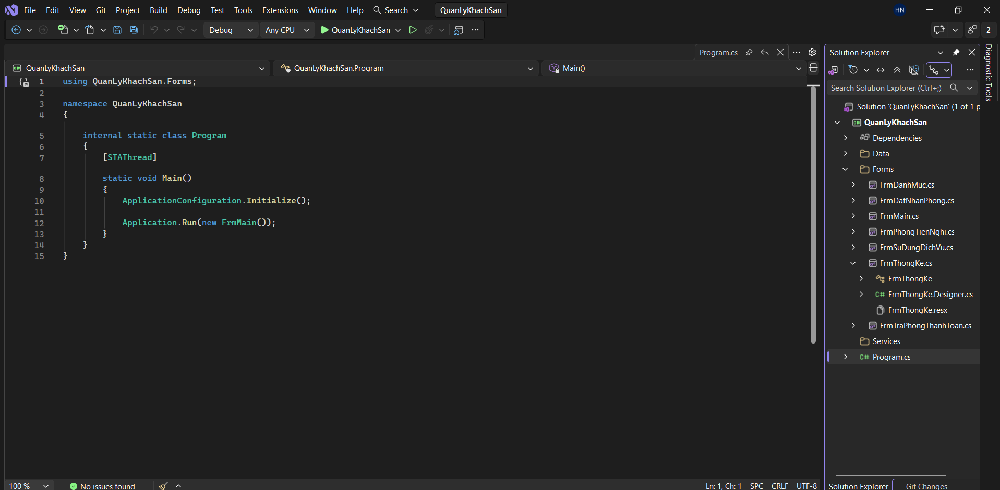 File Edit View Git Project Build Debug Test Tools Extensions Window Help Search QuanLyKhachSan HN
Debug Any CPU QuanLyKhachSan 2
Program.cs
QuanLyKhachSan QuanLyKhachSan.Program Main()
1 using QuanLyKhachSan.Forms;
2
3 namespace QuanLyKhachSan
4 {
5 internal static class Program
6 {
7 [STAThread]
8 static void Main()
9 {
10 ApplicationConfiguration.Initialize();
11
12 Application.Run(new FrmMain());
13 }
14 }
15 }
100 % No issues found Ln: 1, Ch: 1 SPC CRLF UTF-8
Solution Explorer
Search Solution Explorer (Ctrl+;)
Solution 'QuanLyKhachSan' (1 of 1 p
QuanLyKhachSan
Dependencies
Data
Forms
FrmDanhMuc.cs
FrmDatNhanPhong.cs
FrmMain.cs
FrmPhongTienNghi.cs
FrmSuDungDichVu.cs
FrmThongKe.cs
FrmThongKe
C# FrmThongKe.Designer.cs
FrmThongKe.resx
FrmTraPhongThanhToan.cs
Services
C# Program.cs
Solution Explorer Git Changes
Diagnostic Tools